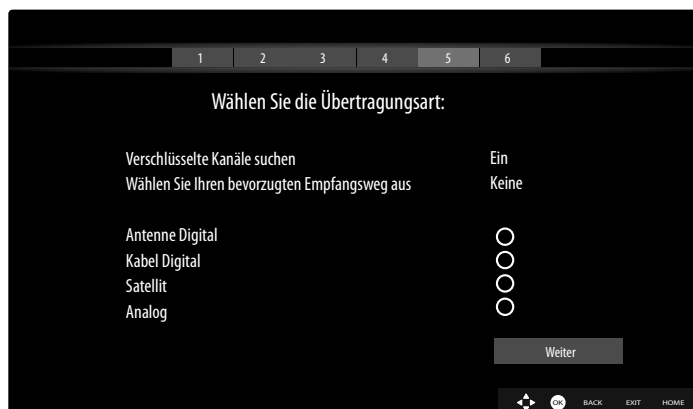 1 2 3 4 5 6
Wählen Sie die Übertragungsart:
Verschlüsselte Kanäle suchen Ein
Wählen Sie Ihren bevorzugten Empfangsweg aus Keine
Antenne Digital
Kabel Digital
Satellit
Analog
Weiter
OK BACK EXIT HOME